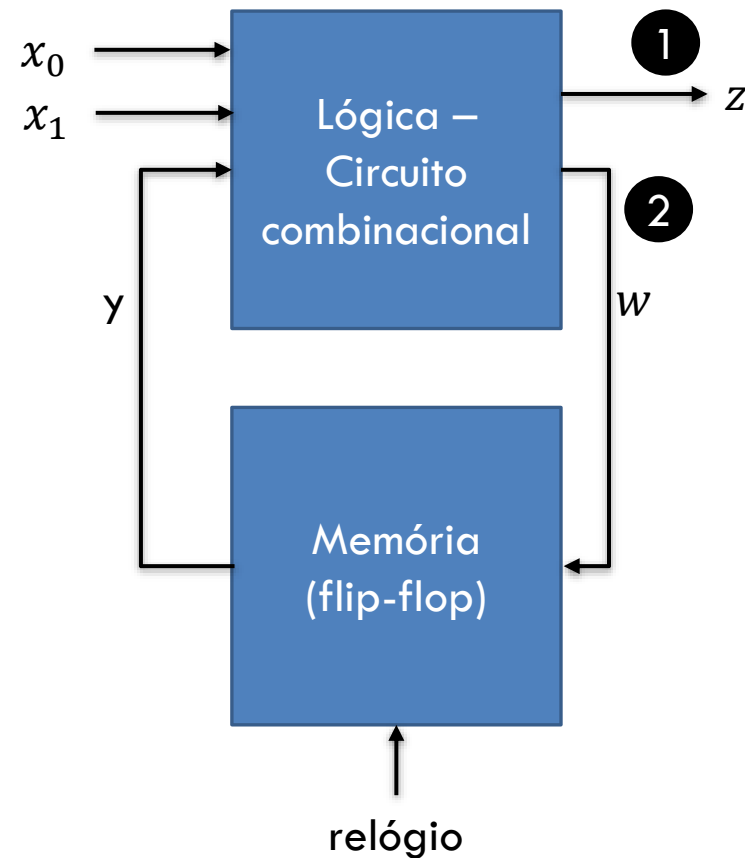 x₀
x₁
Lógica –
Circuito
combinacional
1
z
2
y
w
Memória
(flip-flop)
relógio